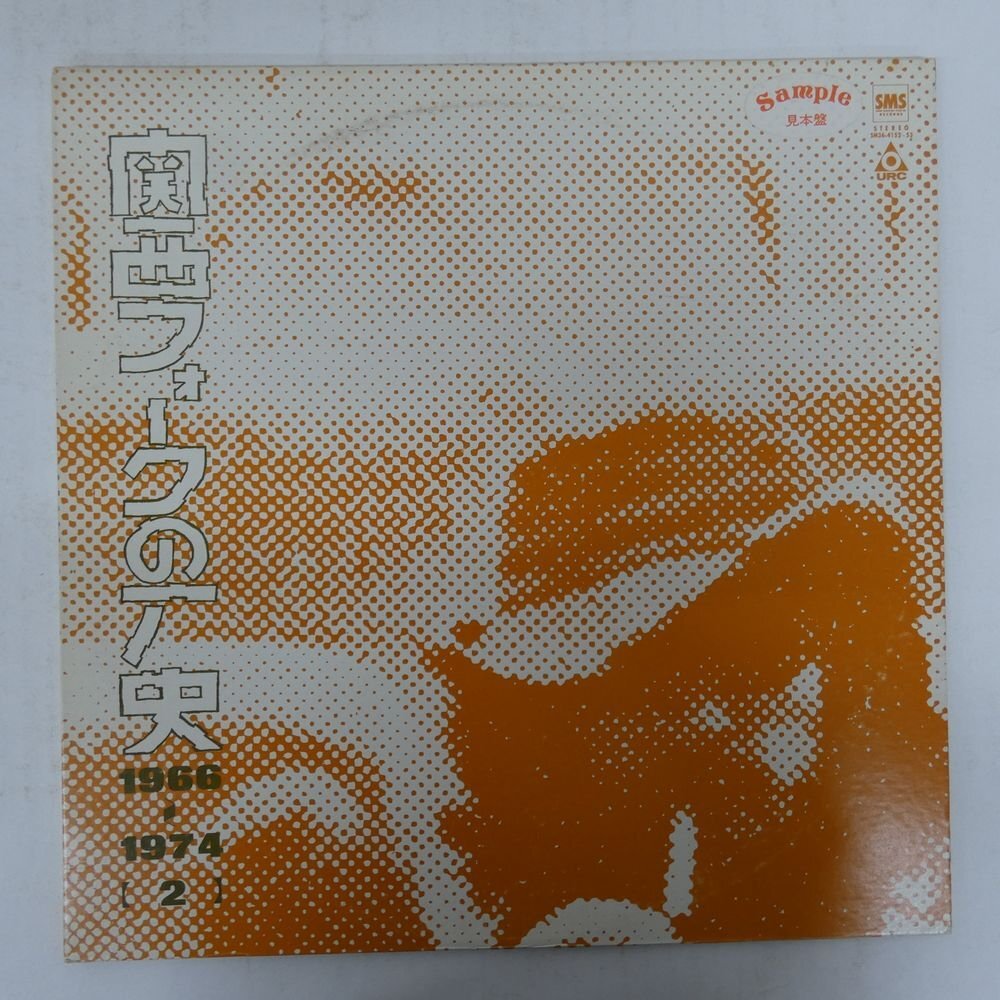 関西フォークの歴史
1966
-
1974
[ 2 ]
Sample
見本盤
SMS
RECORDS
STEREO
SM36-4152・53
URC